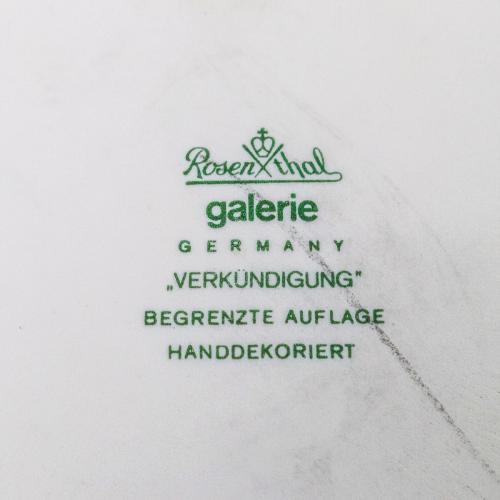 Rosenthal
galerie
GERMANY
„VERKÜNDIGUNG"
BEGRENZTE AUFLAGE
HANDDEKORIERT